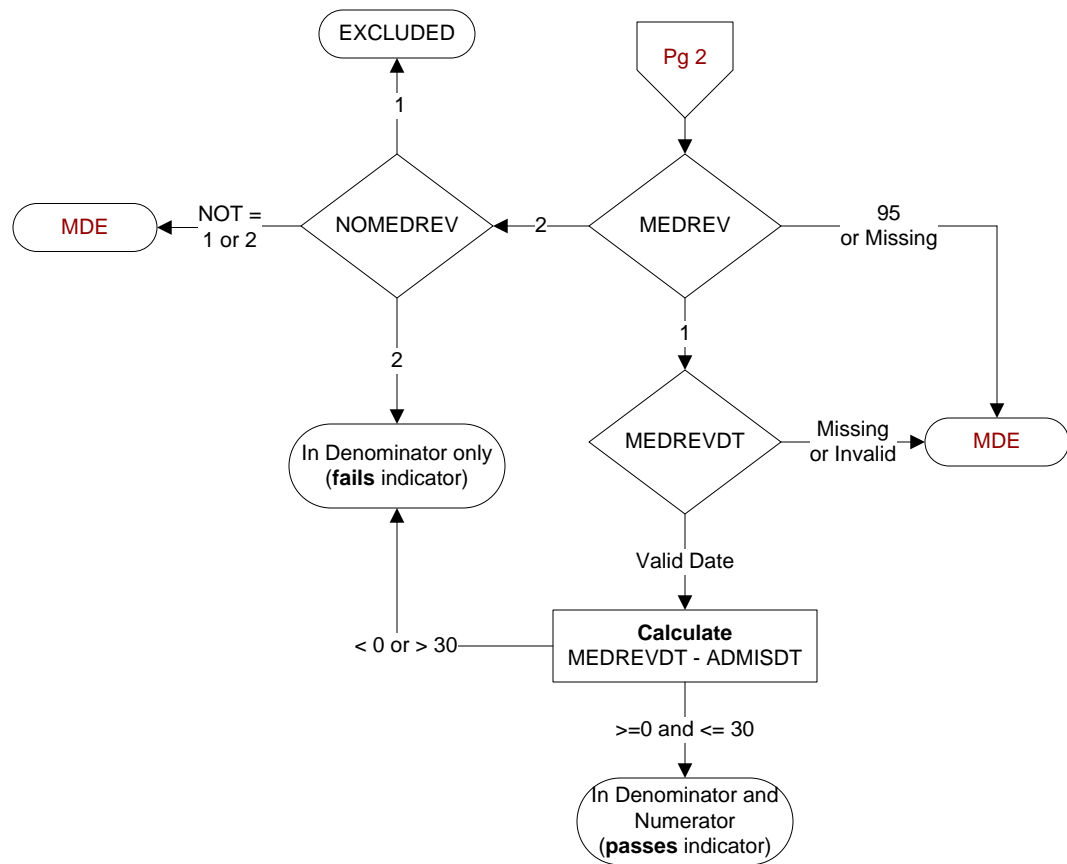 EXCLUDED
Pg 2
1
NOT =
1 or 2
MDE
NOMEDREV
2
MEDREV
95
or Missing
2
1
In Denominator only
(fails indicator)
MEDREVDT
Missing
or Invalid
MDE
Valid Date
Calculate
MEDREVDT - ADMISDT
< 0 or > 30
>=0 and <= 30
In Denominator and
Numerator
(passes indicator)